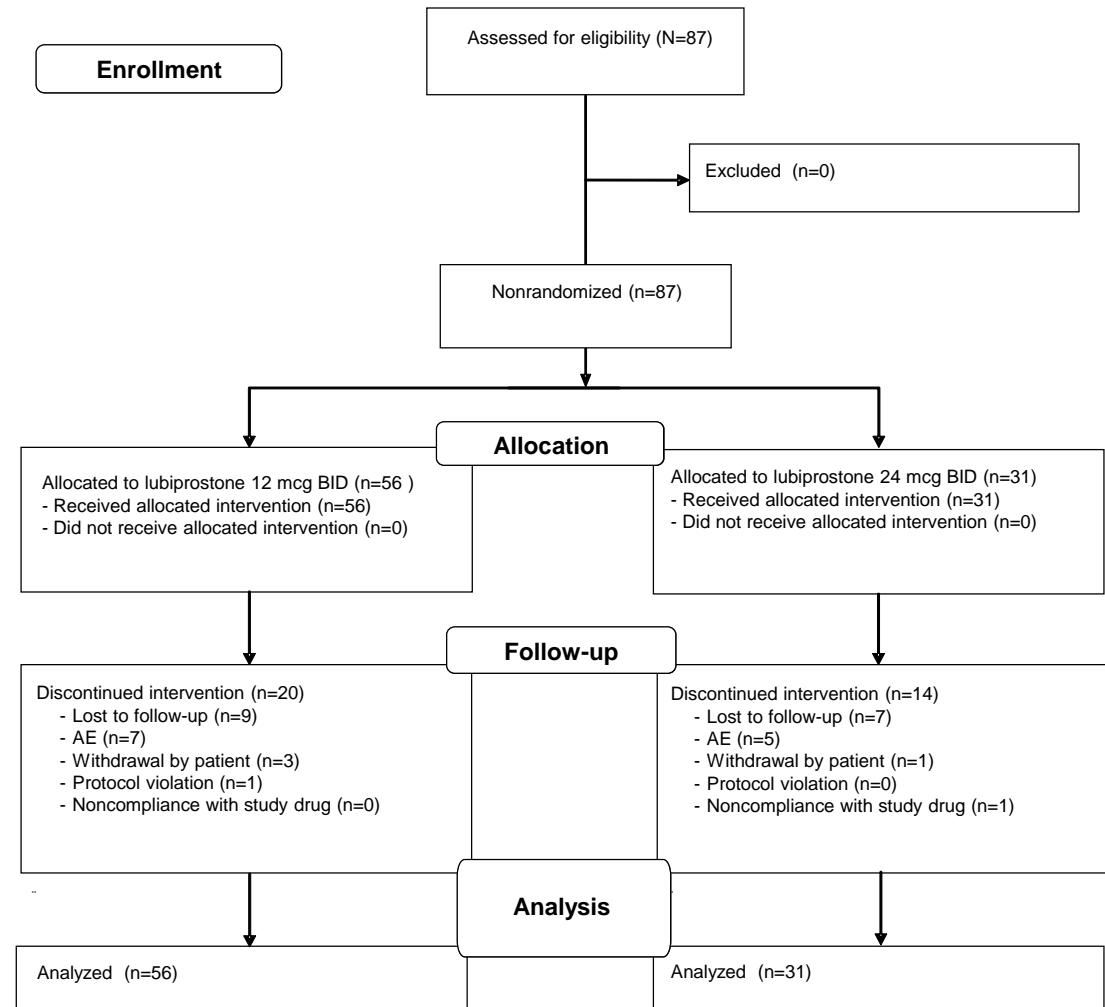 Assessed for eligibility (N=87)
Enrollment
Excluded (n=0)
Nonrandomized (n=87)
Allocation
Allocated to lubiprostone 12 mcg BID (n=56 )
- Received allocated intervention (n=56)
- Did not receive allocated intervention (n=0)
Allocated to lubiprostone 24 mcg BID (n=31)
- Received allocated intervention (n=31)
- Did not receive allocated intervention (n=0)
Follow-up
Discontinued intervention (n=20)
- Lost to follow-up (n=9)
- AE (n=7)
- Withdrawal by patient (n=3)
- Protocol violation (n=1)
- Noncompliance with study drug (n=0)
Discontinued intervention (n=14)
- Lost to follow-up (n=7)
- AE (n=5)
- Withdrawal by patient (n=1)
- Protocol violation (n=0)
- Noncompliance with study drug (n=1)
Analysis
Analyzed (n=56)
Analyzed (n=31)